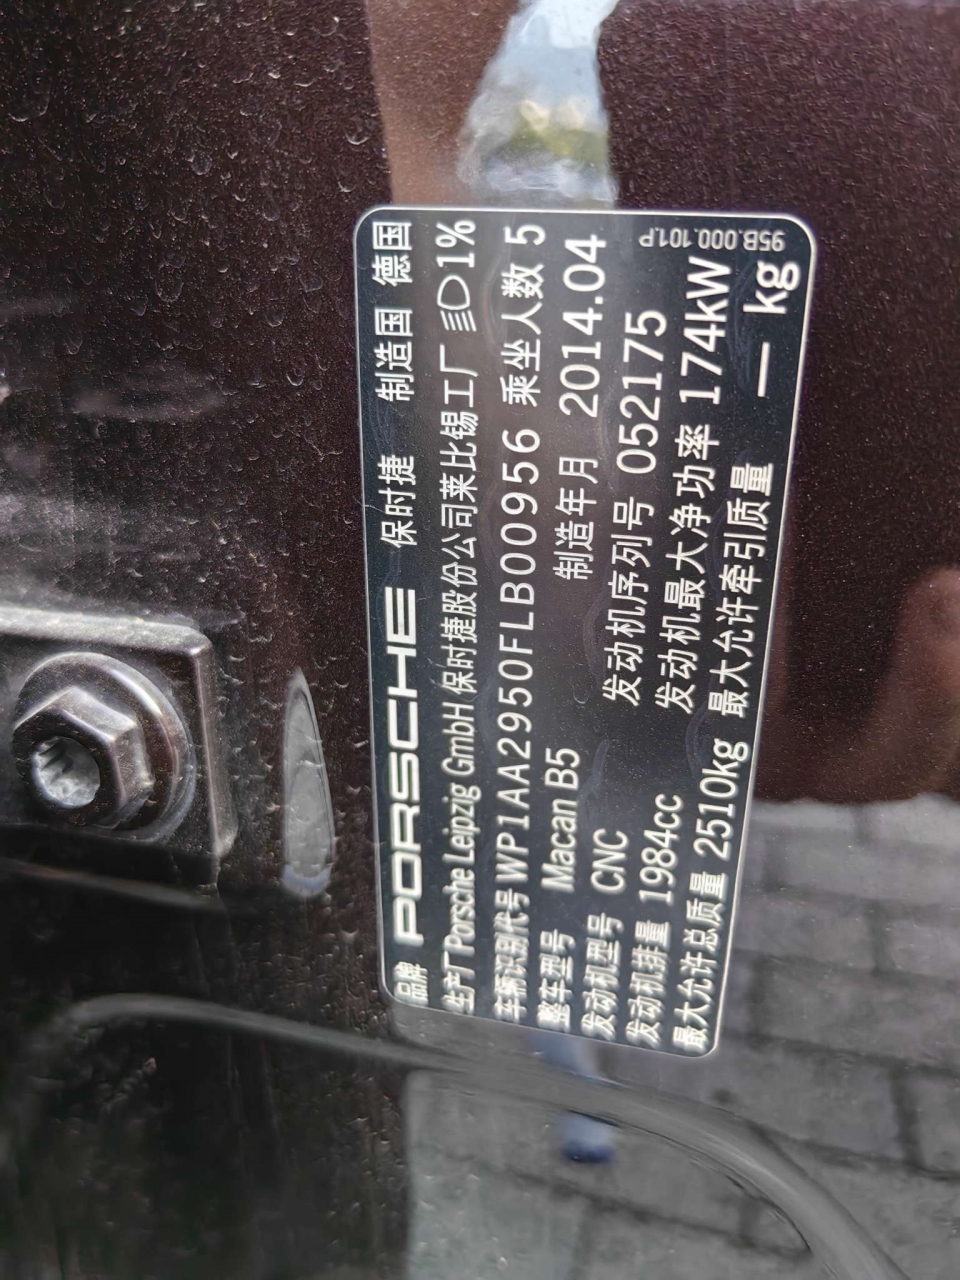 品牌 PORSCHE 保时捷 制造国 德国
生产厂 Porsche Leipzig GmbH 保时捷股份公司莱比锡工厂 1%
车辆识别代号 WP1AA2950FLB00956 乘坐人数 5
整车型号 Macan B5 制造年月 2014.04
发动机型号 CNC 发动机序列号 052175
发动机排量 1984cc 发动机最大净功率 174kW
最大允许总质量 2510kg 最大允许牵引质量 — kg
95B.000.101.P